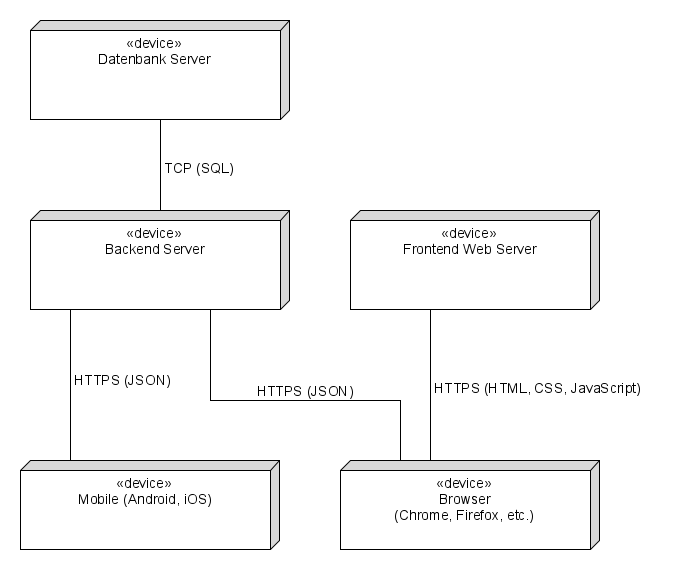 «device»
Datenbank Server
TCP (SQL)
«device»
Backend Server
«device»
Frontend Web Server
HTTPS (JSON)
HTTPS (JSON)
HTTPS (HTML, CSS, JavaScript)
«device»
Mobile (Android, iOS)
«device»
Browser
(Chrome, Firefox, etc.)